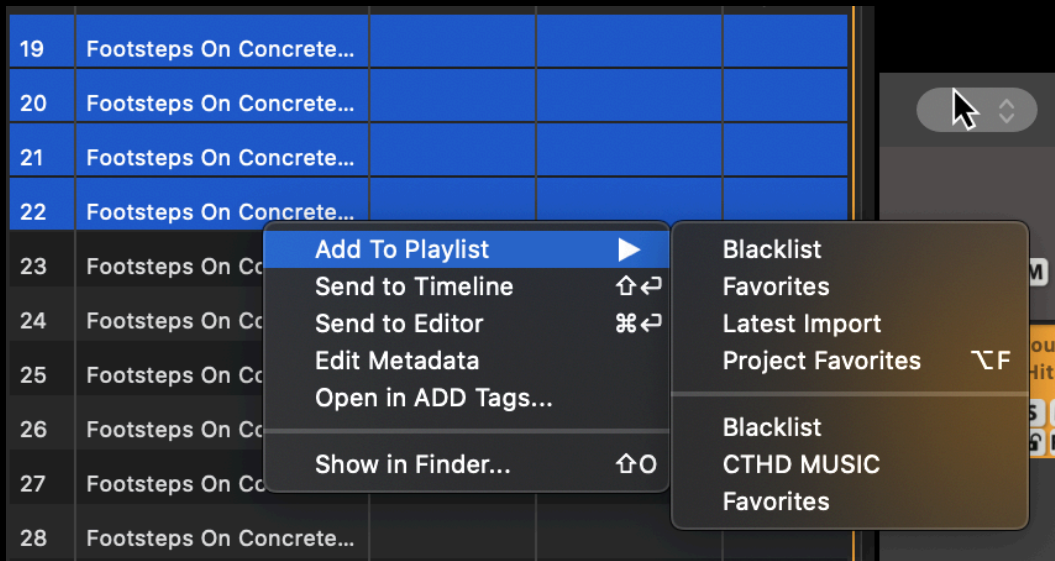 19 Footsteps On Concrete...
20 Footsteps On Concrete...
21 Footsteps On Concrete...
22 Footsteps On Concrete...
23 Footsteps On Co
24 Footsteps On Co
25 Footsteps On Co
26 Footsteps On Co
27 Footsteps On Co
28 Footsteps On Concrete...
Add To Playlist ▶
Send to Timeline ⇧↩
Send to Editor ⌘↩
Edit Metadata
Open in ADD Tags...
Show in Finder... ⇧O
Blacklist
Favorites
Latest Import
Project Favorites ⌥F
Blacklist
CTHD MUSIC
Favorites
M
ou
Hit
S